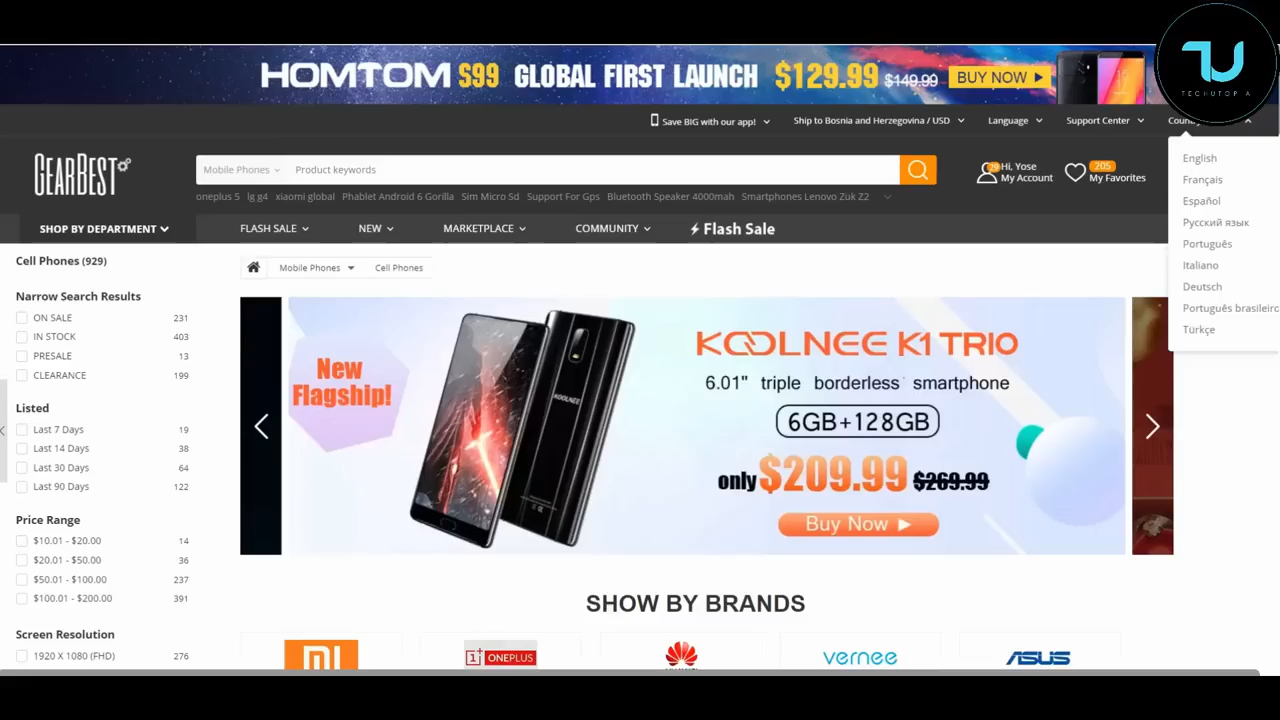 HOMTOM S99 GLOBAL FIRST LAUNCH $129.99 $149.99 BUY NOW
TECHUTOPIA
Save BIG with our app!
Ship to Bosnia and Herzegovina / USD
Language
Support Center
GEARBEST
Mobile Phones
Product keywords
Hi, Yose
My Account
205
My Favorites
oneplus 5 lg g4 xiaomi global Phablet Android 6 Gorilla Sim Micro Sd Support For Gps Bluetooth Speaker 4000mah Smartphones Lenovo Zuk Z2
SHOP BY DEPARTMENT
FLASH SALE
NEW
MARKETPLACE
COMMUNITY
Flash Sale
English
Français
Español
Русский язык
Português
Italiano
Deutsch
Português brasileiro
Türkçe
Cell Phones (929)
Narrow Search Results
ON SALE 231
IN STOCK 403
PRESALE 13
CLEARANCE 199
Listed
Last 7 Days 19
Last 14 Days 38
Last 30 Days 64
Last 90 Days 122
Price Range
$10.01 - $20.00 14
$20.01 - $50.00 36
$50.01 - $100.00 237
$100.01 - $200.00 391
Screen Resolution
1920 X 1080 (FHD) 276
Mobile Phones
Cell Phones
New
Flagship!
KOOLNEE
KOOLNEE K1 TRIO
6.01" triple borderless smartphone
6GB+128GB
only $209.99 $269.99
Buy Now
SHOW BY BRANDS
MI
ONEPLUS
vernee
ASUS